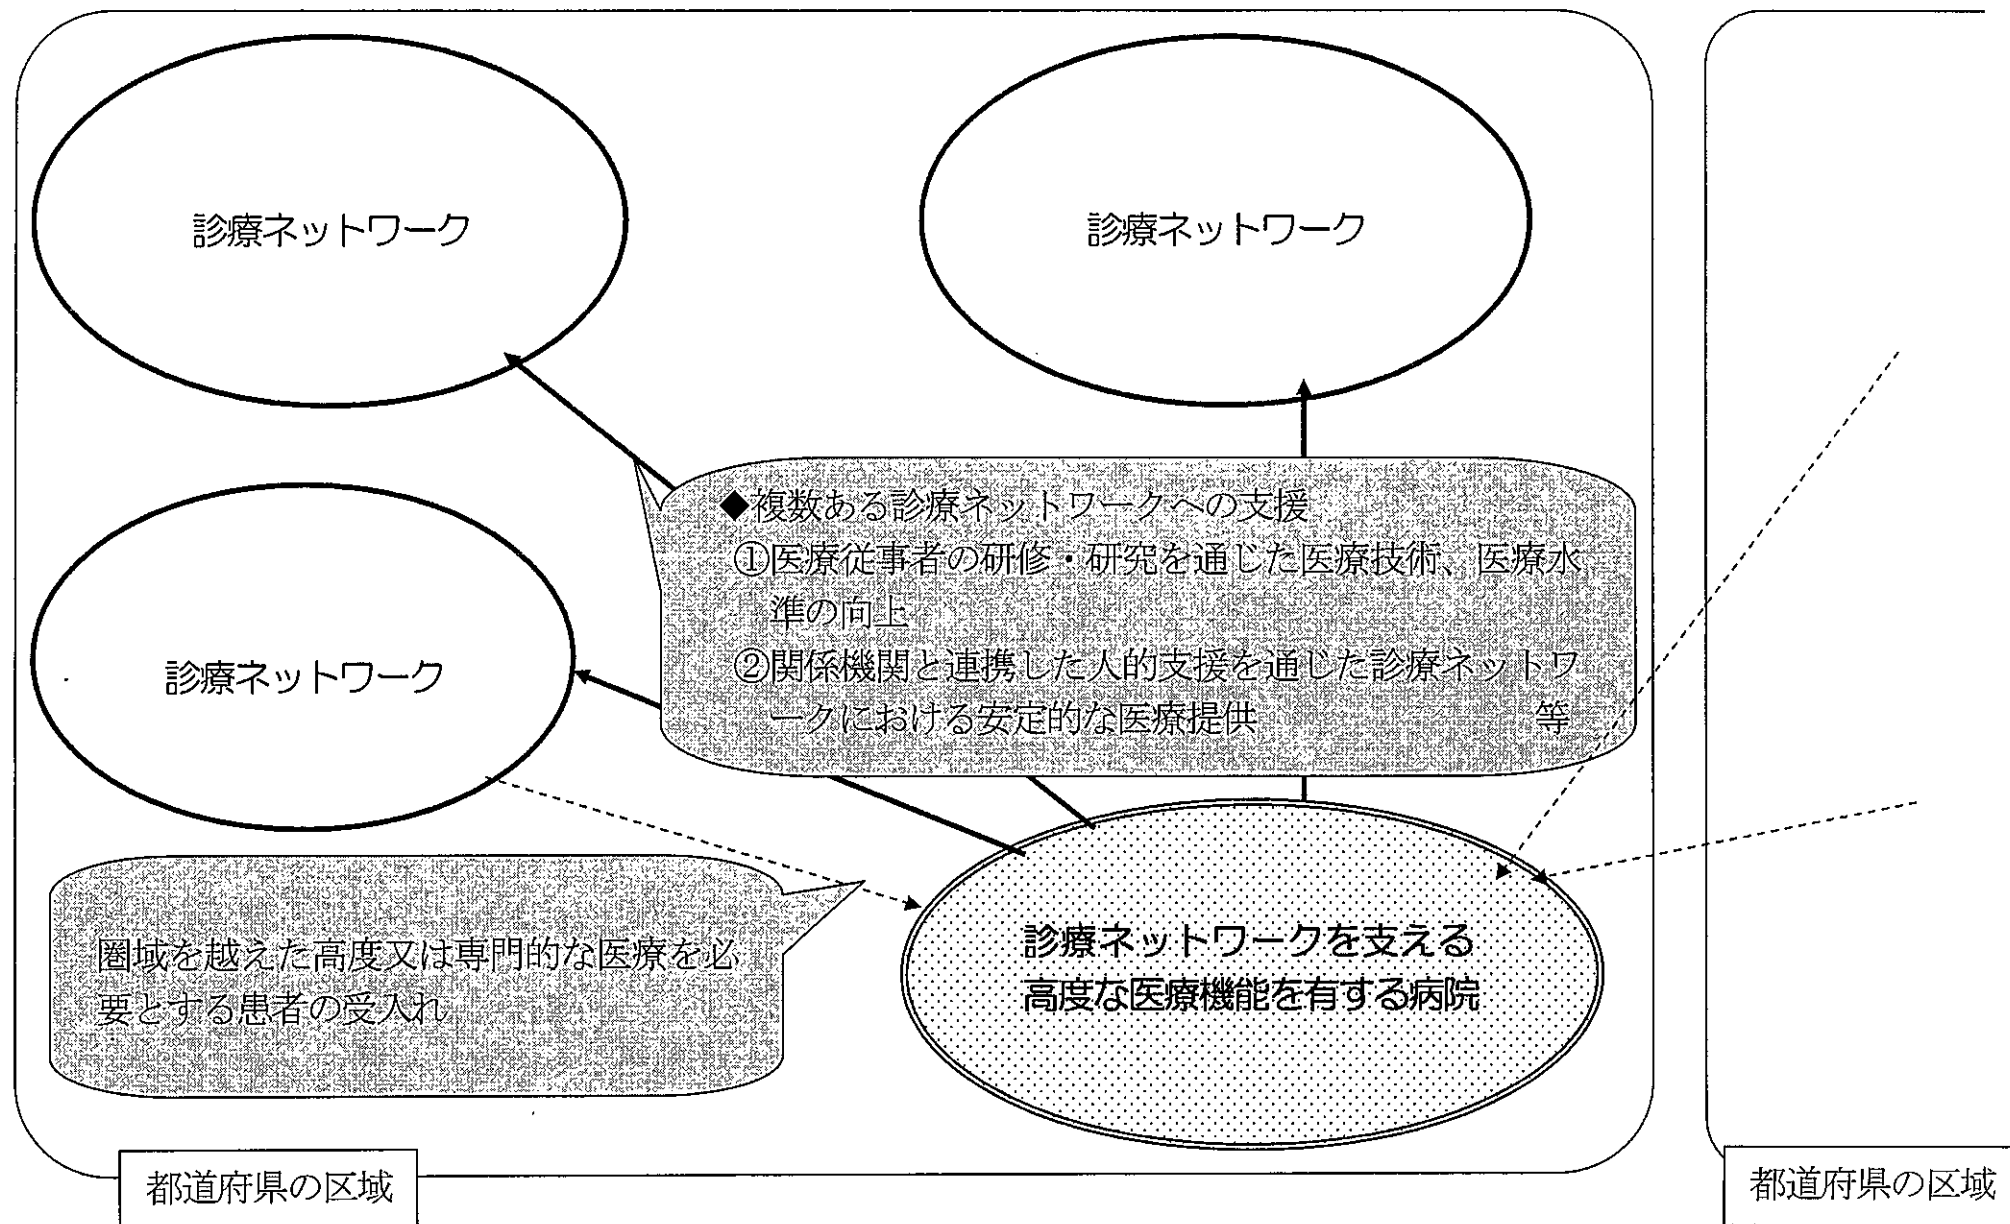 診療ネットワーク
診療ネットワーク
◆複数ある診療ネットワークへの支援
①医療従事者の研修・研究を通じた医療技術、医療水
準の向上
②関係機関と連携した人的支援を通じた診療ネットワ
ークにおける安定的な医療提供 等
診療ネットワーク
圏域を越えた高度又は専門的な医療を必
要とする患者の受入れ
診療ネットワークを支える
高度な医療機能を有する病院
都道府県の区域
都道府県の区域